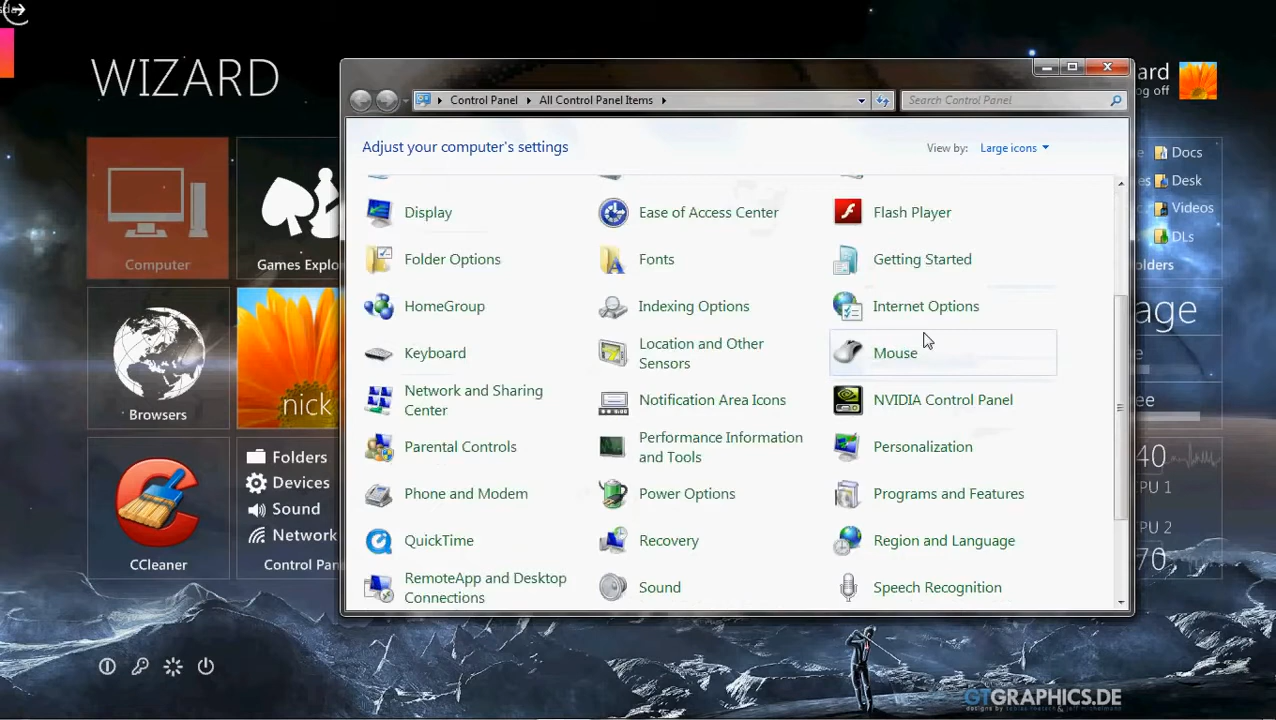 WIZARD
Control Panel
All Control Panel Items
Search Control Panel
Adjust your computer's settings
View by:
Large icons
Display
Ease of Access Center
Flash Player
Folder Options
Fonts
Getting Started
HomeGroup
Indexing Options
Internet Options
Keyboard
Location and Other
Sensors
Mouse
Network and Sharing
Center
Notification Area Icons
NVIDIA Control Panel
Parental Controls
Performance Information
and Tools
Personalization
Phone and Modem
Power Options
Programs and Features
QuickTime
Recovery
Region and Language
RemoteApp and Desktop
Connections
Sound
Speech Recognition
Computer
Games Explo
Browsers
nick
CCleaner
Folders
Devices
Sound
Network
Control Pan
ard
og off
Docs
Desk
Videos
DLs
olders
age
ee
40
PU 1
PU 2
70
GTGRAPHICS.DE